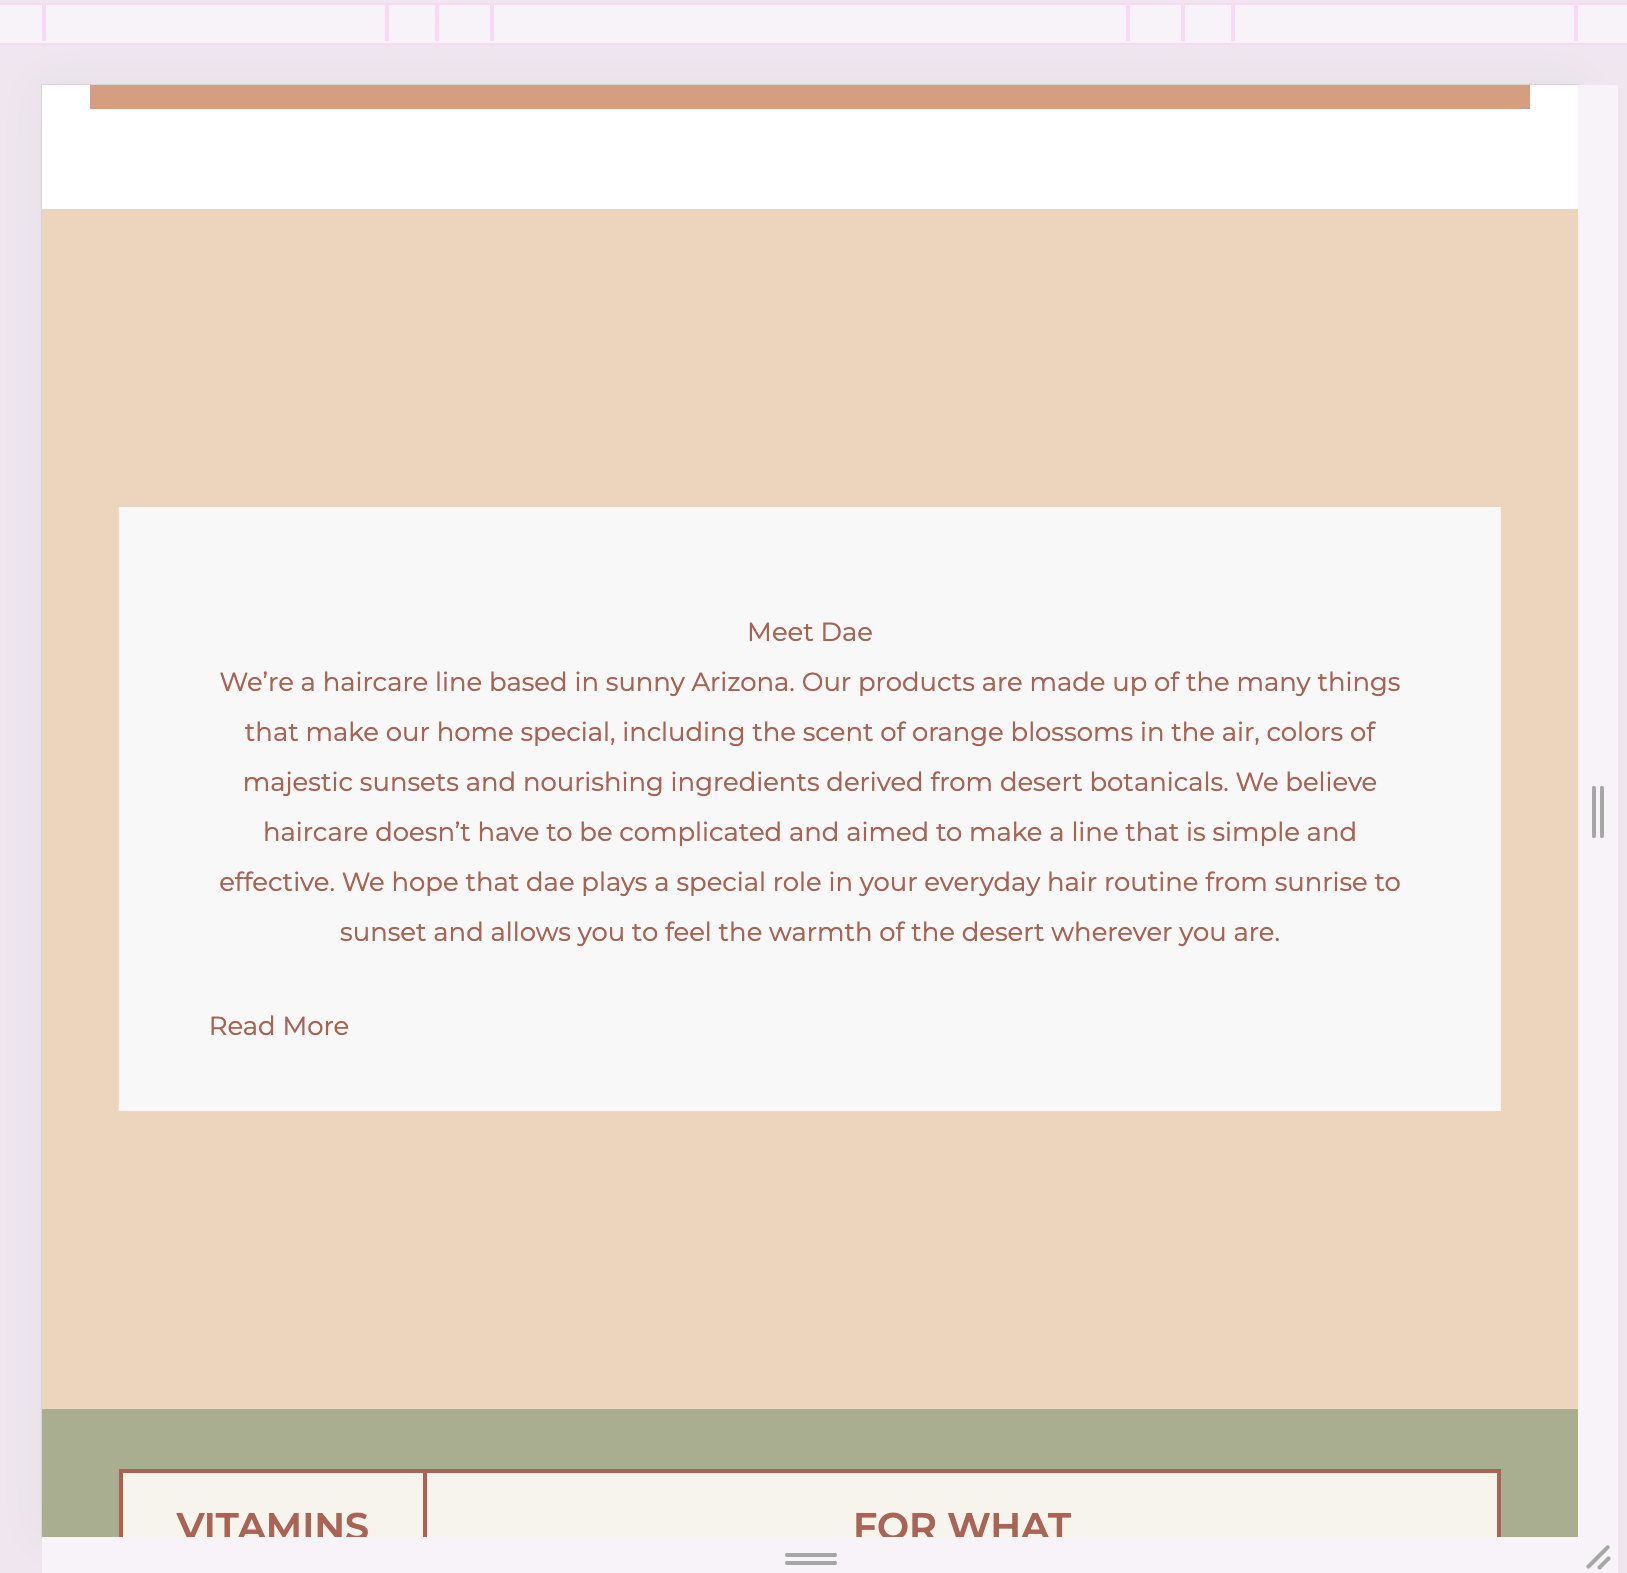 Meet Dae
We’re a haircare line based in sunny Arizona. Our products are made up of the many things
that make our home special, including the scent of orange blossoms in the air, colors of
majestic sunsets and nourishing ingredients derived from desert botanicals. We believe
haircare doesn’t have to be complicated and aimed to make a line that is simple and
effective. We hope that dae plays a special role in your everyday hair routine from sunrise to
sunset and allows you to feel the warmth of the desert wherever you are.
Read More
VITAMINS FOR WHAT